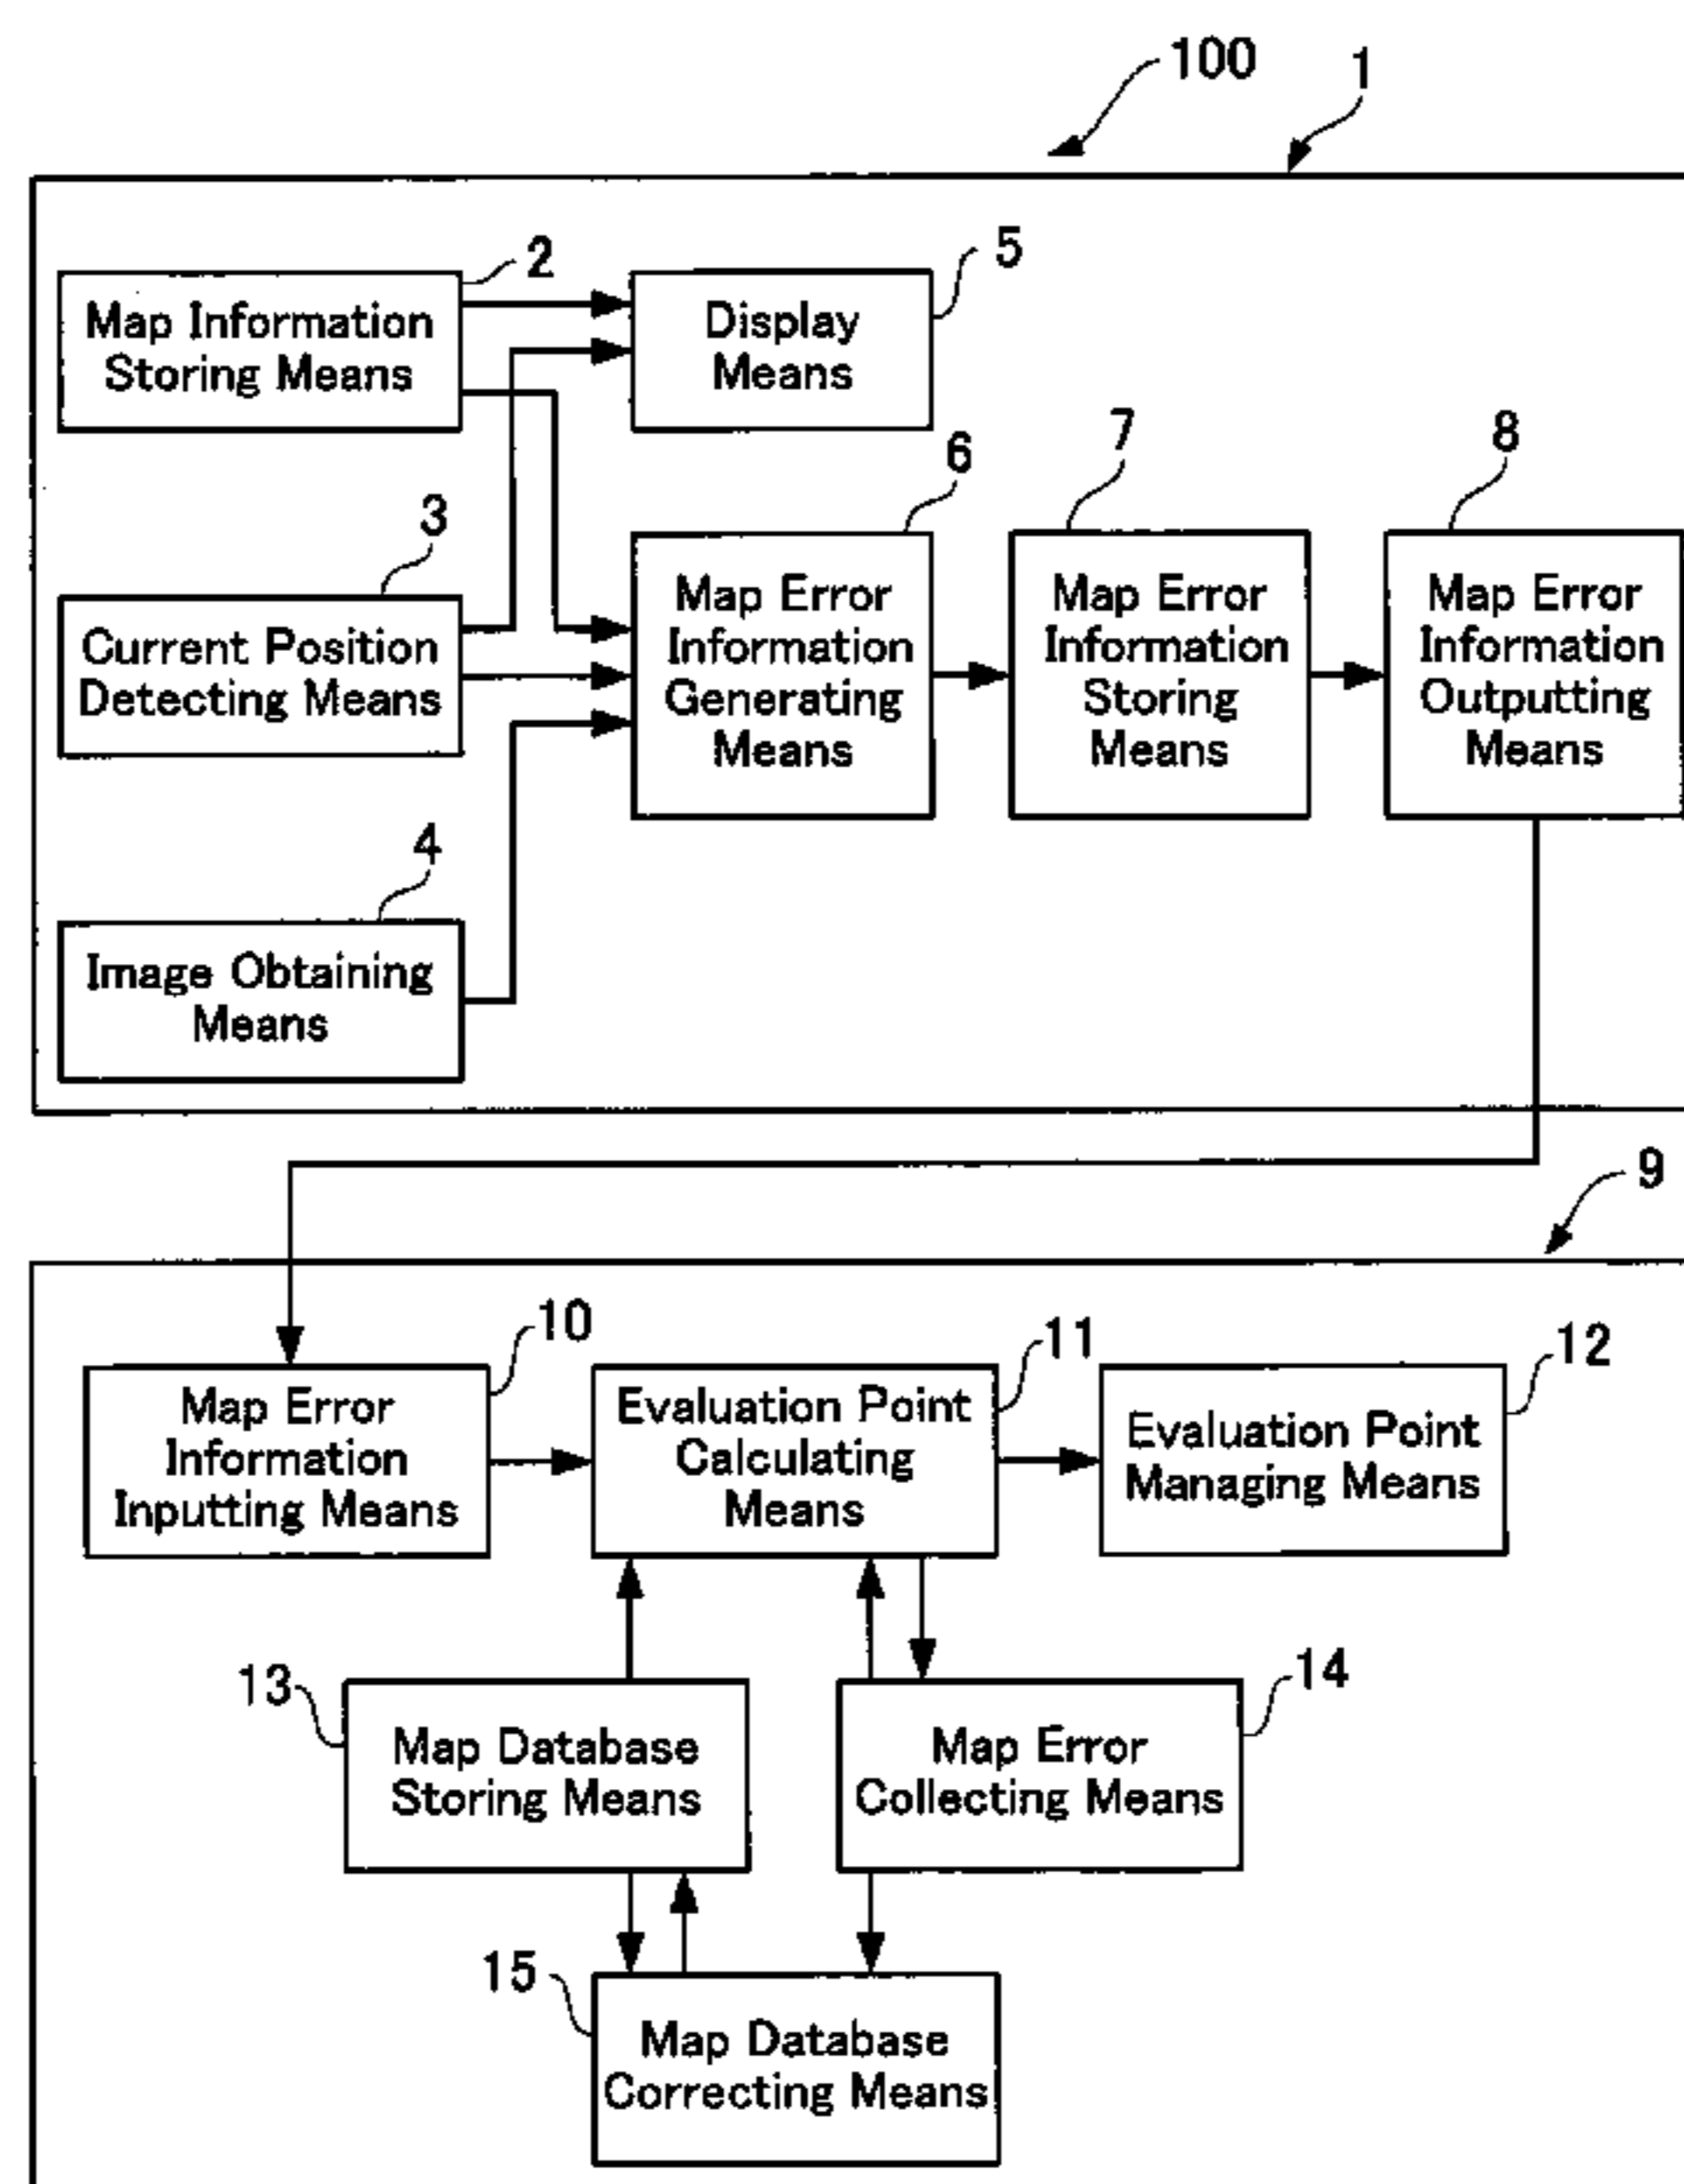 100
1
2
Map Information
Storing Means
5
Display
Means
3
Current Position
Detecting Means
6
Map Error
Information
Generating
Means
7
Map Error
Information
Storing
Means
8
Map Error
Information
Outputting
Means
4
Image Obtaining
Means
9
10
Map Error
Information
Inputting Means
11
Evaluation Point
Calculating
Means
12
Evaluation Point
Managing Means
13
Map Database
Storing Means
14
Map Error
Collecting Means
15
Map Database
Correcting Means